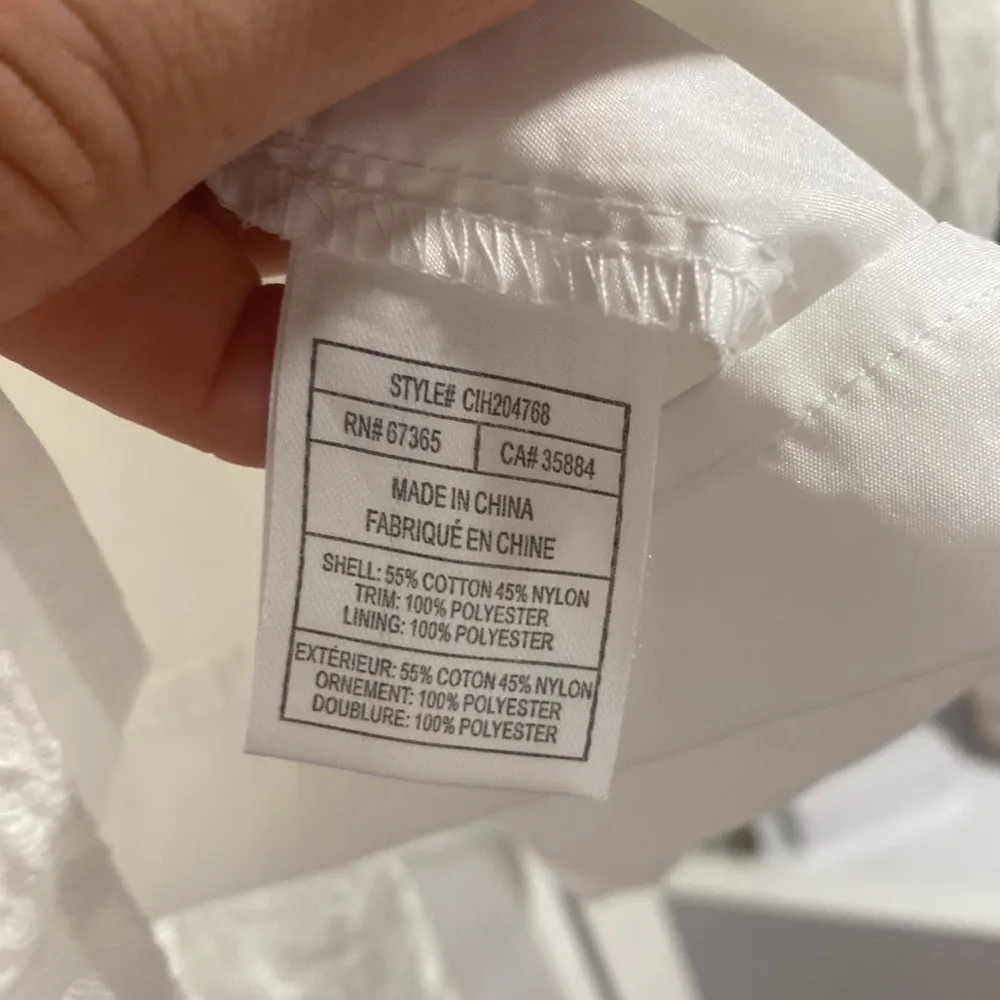 STYLE# CIH204768
RN# 67365 CA# 35884
MADE IN CHINA
FABRIQUÉ EN CHINE
SHELL: 55% COTTON 45% NYLON
TRIM: 100% POLYESTER
LINING: 100% POLYESTER
EXTÉRIEUR: 55% COTON 45% NYLON
ORNEMENT: 100% POLYESTER
DOUBLURE: 100% POLYESTER